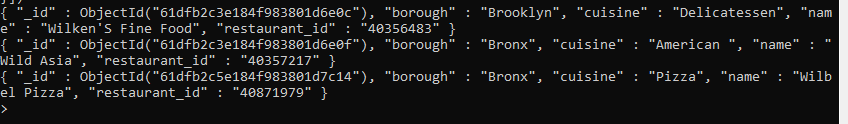 { "_id" : ObjectId("61dfb2c3e184f983801d6e0c"), "borough" : "Brooklyn", "cuisine" : "Delicatessen", "nam
e" : "Wilken'S Fine Food", "restaurant_id" : "40356483" }
{ "_id" : ObjectId("61dfb2c3e184f983801d6e0f"), "borough" : "Bronx", "cuisine" : "American ", "name" : "
Wild Asia", "restaurant_id" : "40357217" }
{ "_id" : ObjectId("61dfb2c5e184f983801d7c14"), "borough" : "Bronx", "cuisine" : "Pizza", "name" : "Wilb
el Pizza", "restaurant_id" : "40871979" }
>